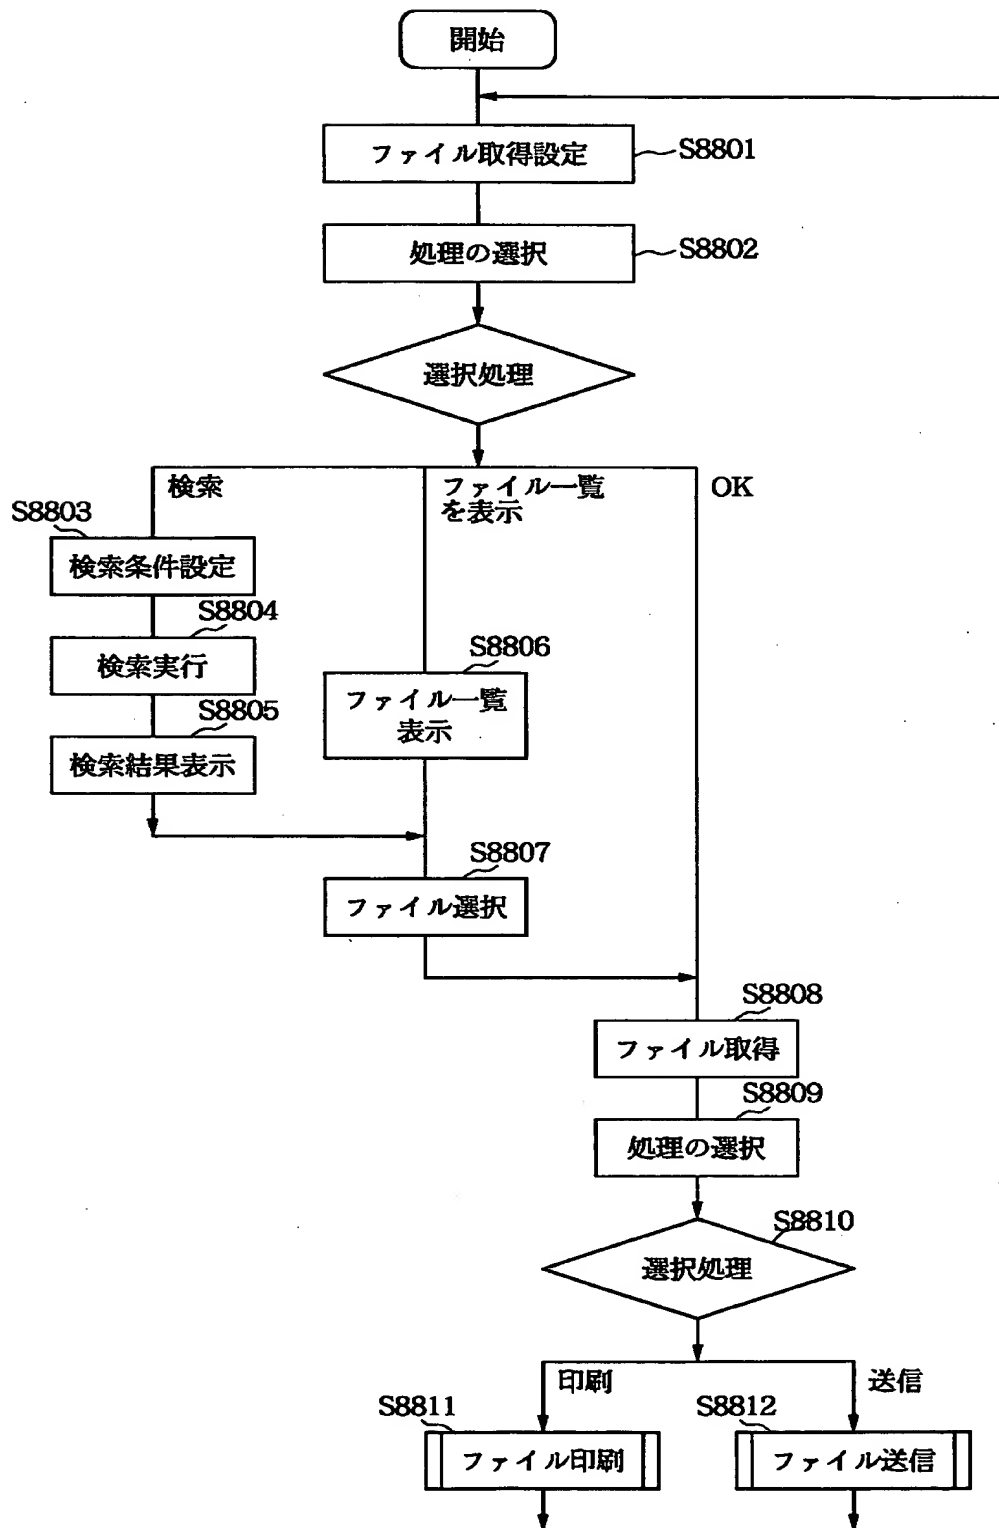 開始
ファイル取得設定
S8801
処理の選択
S8802
選択処理
検索
ファイル一覧
を表示
OK
S8803
検索条件設定
S8804
検索実行
S8805
検索結果表示
S8806
ファイル一覧
表示
S8807
ファイル選択
S8808
ファイル取得
S8809
処理の選択
S8810
選択処理
印刷
送信
S8811
ファイル印刷
S8812
ファイル送信